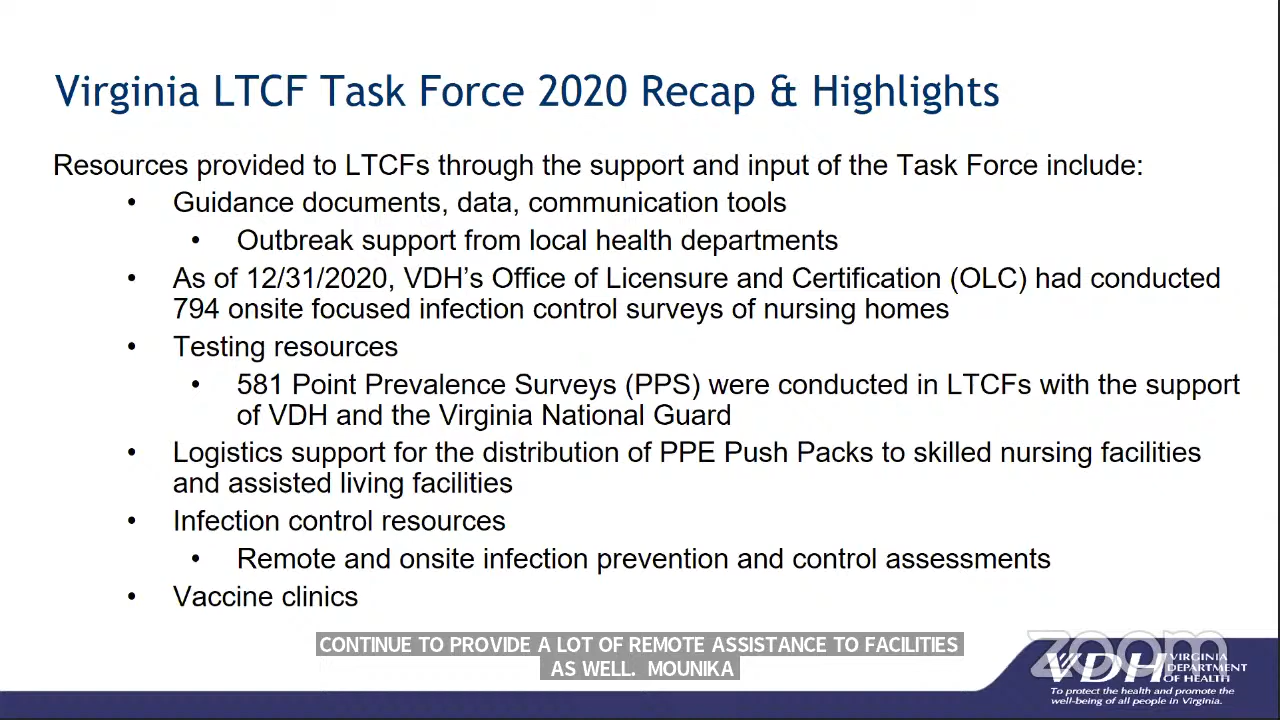 Virginia LTCF Task Force 2020 Recap & Highlights
Resources provided to LTCFs through the support and input of the Task Force include:
• Guidance documents, data, communication tools
• Outbreak support from local health departments
• As of 12/31/2020, VDH’s Office of Licensure and Certification (OLC) had conducted
794 onsite focused infection control surveys of nursing homes
• Testing resources
• 581 Point Prevalence Surveys (PPS) were conducted in LTCFs with the support
of VDH and the Virginia National Guard
• Logistics support for the distribution of PPE Push Packs to skilled nursing facilities
and assisted living facilities
• Infection control resources
• Remote and onsite infection prevention and control assessments
• Vaccine clinics
CONTINUE TO PROVIDE A LOT OF REMOTE ASSISTANCE TO FACILITIES
AS WELL. MOUNIKA
zoom
VDH VIRGINIA
DEPARTMENT
OF HEALTH
To protect the health and promote the
well-being of all people in Virginia.